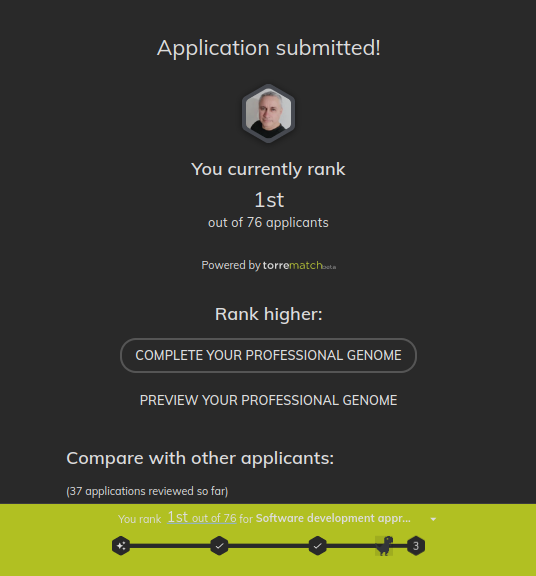 Application submitted!
You currently rank
1st
out of 76 applicants
Powered by torrematchbeta
Rank higher:
COMPLETE YOUR PROFESSIONAL GENOME
PREVIEW YOUR PROFESSIONAL GENOME
Compare with other applicants:
(37 applications reviewed so far)
You rank 1st out of 76 for Software development appr...
3